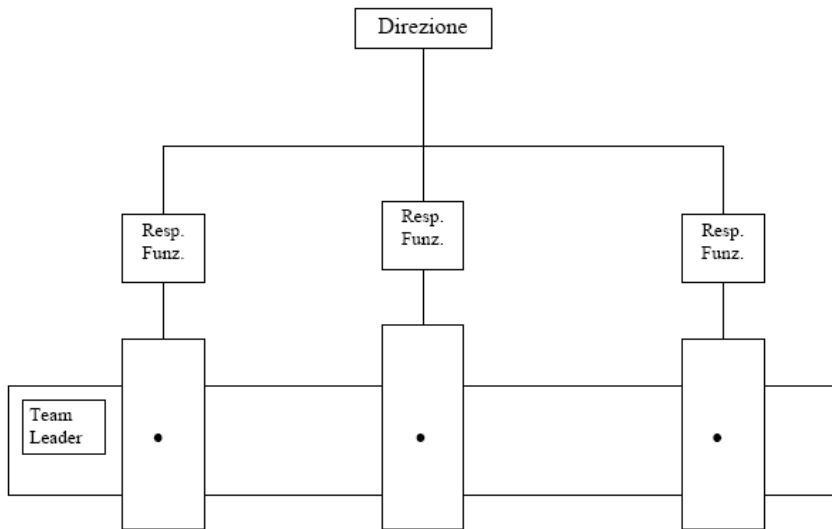 Direzione
Resp.
Funz.
Resp.
Funz.
Resp.
Funz.
Team
Leader